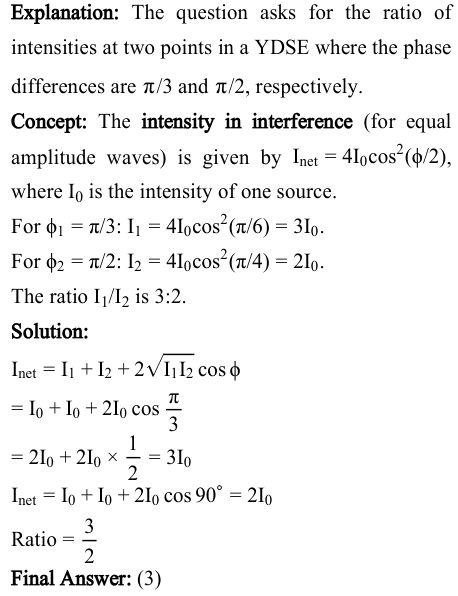 Explanation: The question asks for the ratio of
intensities at two points in a YDSE where the phase
differences are π/3 and π/2, respectively.
Concept: The intensity in interference (for equal
amplitude waves) is given by Iₙₑₜ = 4I₀cos²(ϕ/2),
where I₀ is the intensity of one source.
For ϕ₁ = π/3: I₁ = 4I₀cos²(π/6) = 3I₀.
For ϕ₂ = π/2: I₂ = 4I₀cos²(π/4) = 2I₀.
The ratio I₁/I₂ is 3:2.
Solution:
Iₙₑₜ = I₁ + I₂ + 2√(I₁I₂) cos ϕ
= I₀ + I₀ + 2I₀ cos π/3
= 2I₀ + 2I₀ × 1/2 = 3I₀
Iₙₑₜ = I₀ + I₀ + 2I₀ cos 90° = 2I₀
Ratio = 3/2
Final Answer: (3)